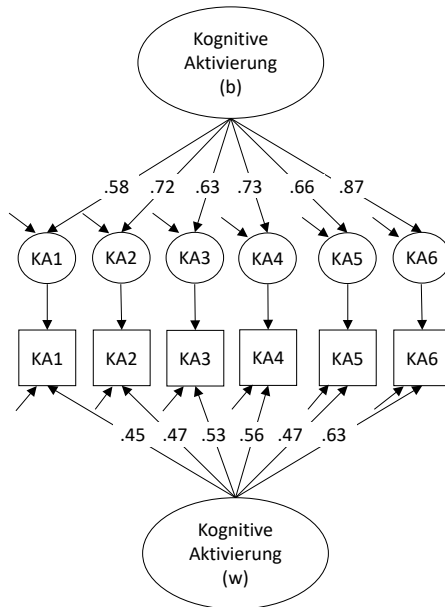 Kognitive
Aktivierung
(b)
.58 .72 .63 .73 .66 .87
KA1 KA2 KA3 KA4 KA5 KA6
KA1 KA2 KA3 KA4 KA5 KA6
.45 .47 .53 .56 .47 .63
Kognitive
Aktivierung
(w)